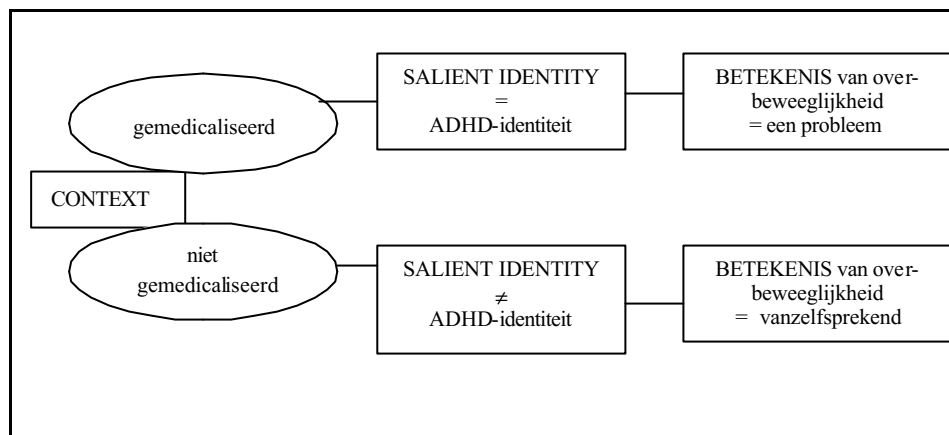 gemedicaliseerd
SALIENT IDENTITY
=
ADHD-identiteit
BETEKENIS van over-
beweeglijkheid
= een probleem
CONTEXT
niet
gemedicaliseerd
SALIENT IDENTITY
≠
ADHD-identiteit
BETEKENIS van over-
beweeglijkheid
= vanzelfsprekend